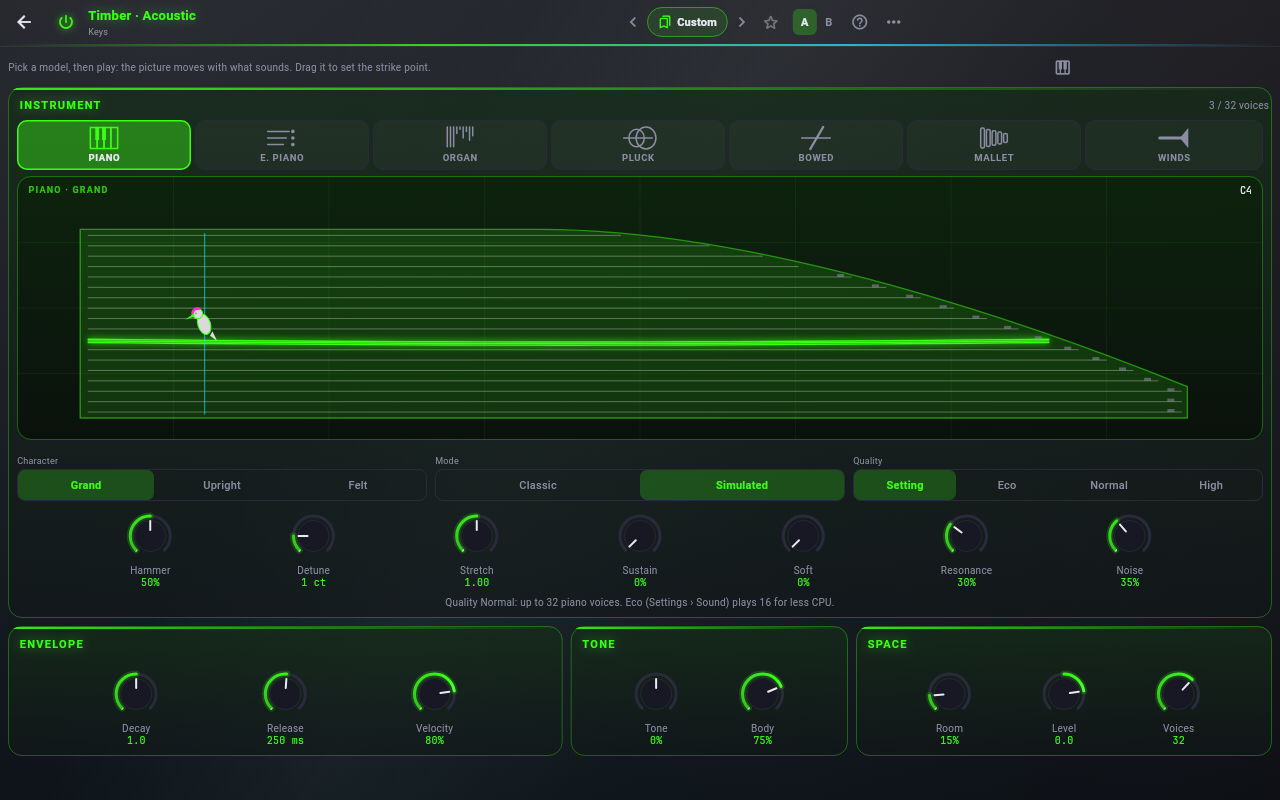 Timber · Acoustic
Keys
Custom
A
B
Pick a model, then play: the picture moves with what sounds. Drag it to set the strike point.
INSTRUMENT
3 / 32 voices
PIANO
E. PIANO
ORGAN
PLUCK
BOWED
MALLET
WINDS
PIANO · GRAND
C4
Character
Mode
Quality
Grand
Upright
Felt
Classic
Simulated
Setting
Eco
Normal
High
Hammer
Detune
Stretch
Sustain
Soft
Resonance
Noise
50%
1 ct
1.00
0%
0%
30%
35%
Quality Normal: up to 32 piano voices. Eco (Settings › Sound) plays 16 for less CPU.
ENVELOPE
TONE
SPACE
Decay
Release
Velocity
Tone
Body
Room
Level
Voices
1.0
250 ms
80%
0%
75%
15%
0.0
32